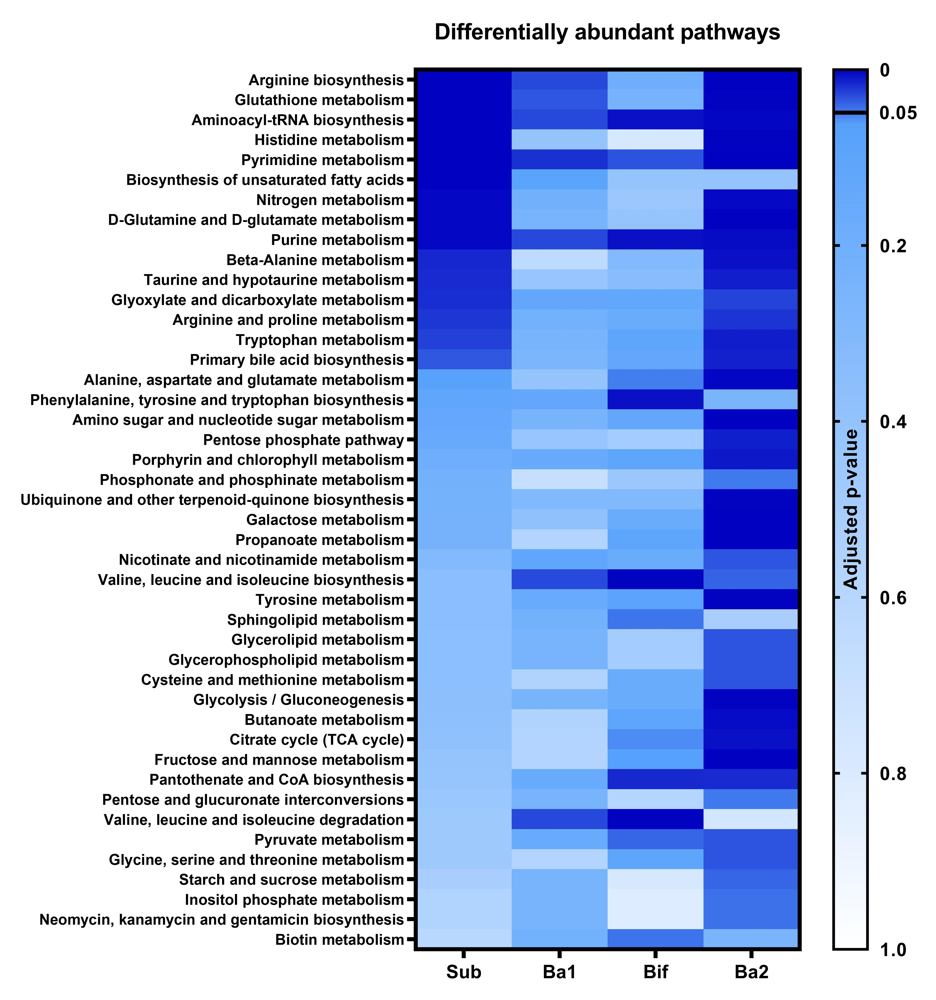 Differentially abundant pathways
Arginine biosynthesis
Glutathione metabolism
Aminoacyl-tRNA biosynthesis
Histidine metabolism
Pyrimidine metabolism
Biosynthesis of unsaturated fatty acids
Nitrogen metabolism
D-Glutamine and D-glutamate metabolism
Purine metabolism
Beta-Alanine metabolism
Taurine and hypotaurine metabolism
Glyoxylate and dicarboxylate metabolism
Arginine and proline metabolism
Tryptophan metabolism
Primary bile acid biosynthesis
Alanine, aspartate and glutamate metabolism
Phenylalanine, tyrosine and tryptophan biosynthesis
Amino sugar and nucleotide sugar metabolism
Pentose phosphate pathway
Porphyrin and chlorophyll metabolism
Phosphonate and phosphinate metabolism
Ubiquinone and other terpenoid-quinone biosynthesis
Galactose metabolism
Propanoate metabolism
Nicotinate and nicotinamide metabolism
Valine, leucine and isoleucine biosynthesis
Tyrosine metabolism
Sphingolipid metabolism
Glycerolipid metabolism
Glycerophospholipid metabolism
Cysteine and methionine metabolism
Glycolysis / Gluconeogenesis
Butanoate metabolism
Citrate cycle (TCA cycle)
Fructose and mannose metabolism
Pantothenate and CoA biosynthesis
Pentose and glucuronate interconversions
Valine, leucine and isoleucine degradation
Pyruvate metabolism
Glycine, serine and threonine metabolism
Starch and sucrose metabolism
Inositol phosphate metabolism
Neomycin, kanamycin and gentamicin biosynthesis
Biotin metabolism
Sub Ba1 Bif Ba2
0
0.05
0.2
0.4
0.6
0.8
1.0
Adjusted p-value